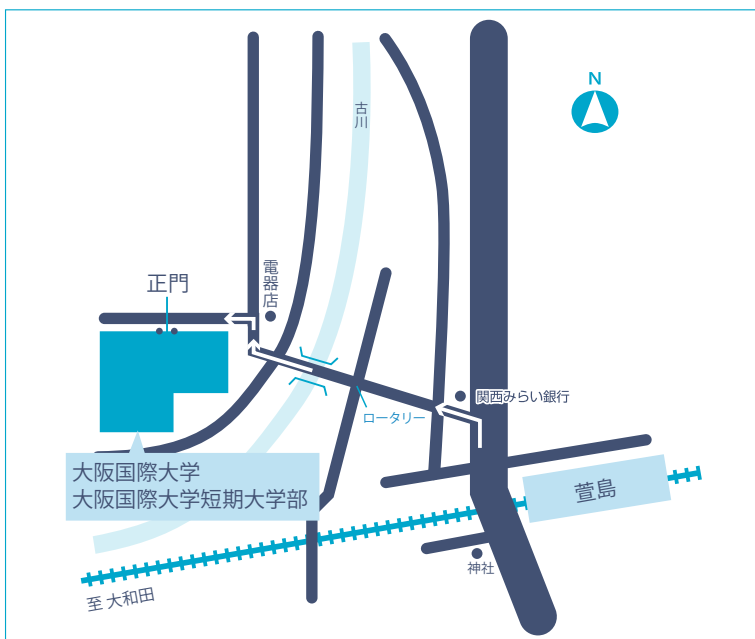 N
古川
電器店
正門
関西みらい銀行
ロータリー
大阪国際大学
大阪国際大学短期大学部
萱島
神社
至 大和田